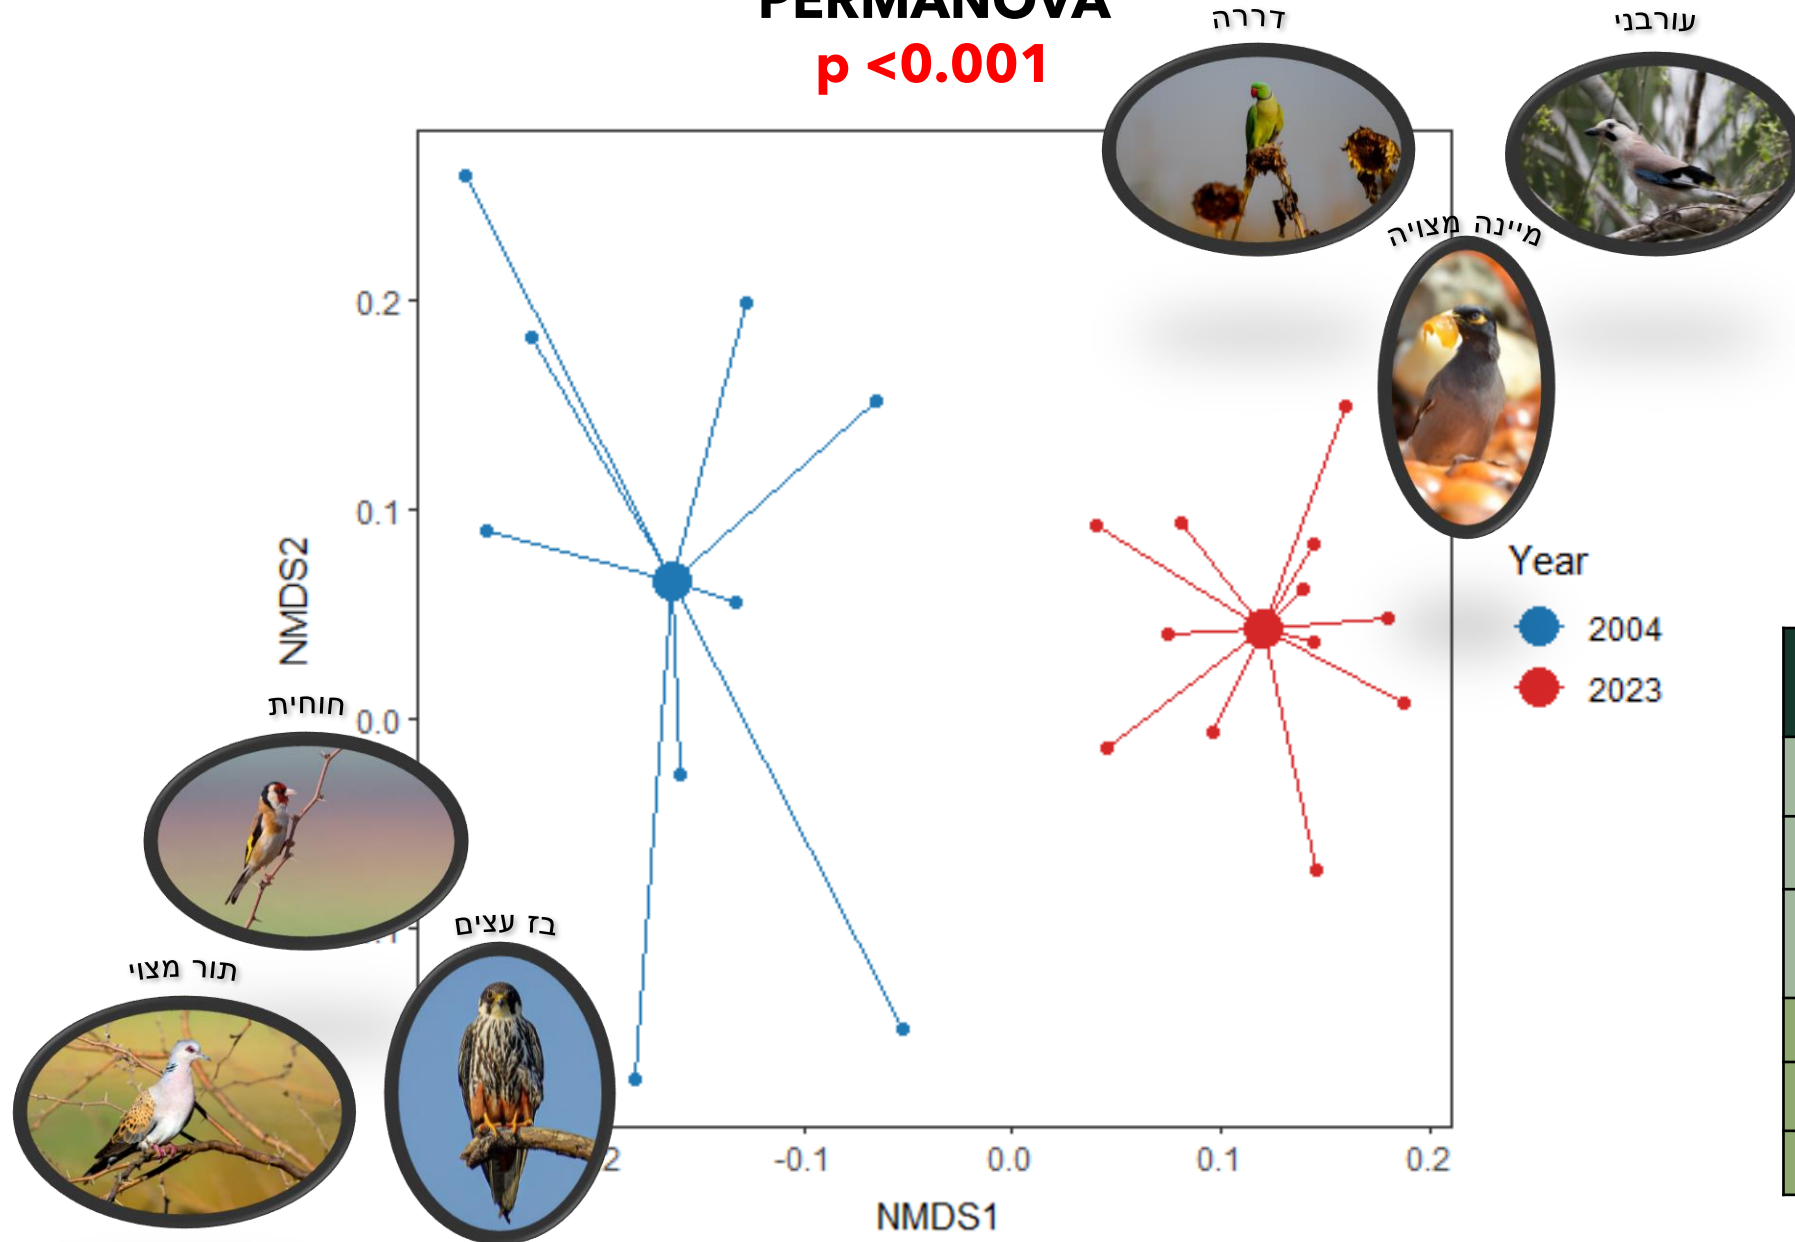 PERMANOVA
p <0.001
דררה
עורבני
מיינה מצויה
0.2
0.1
0.0
NMDS2
חוחית
בז עצים
תור מצוי
Year
2004
2023
2
-0.1
0.0
0.1
0.2
NMDS1